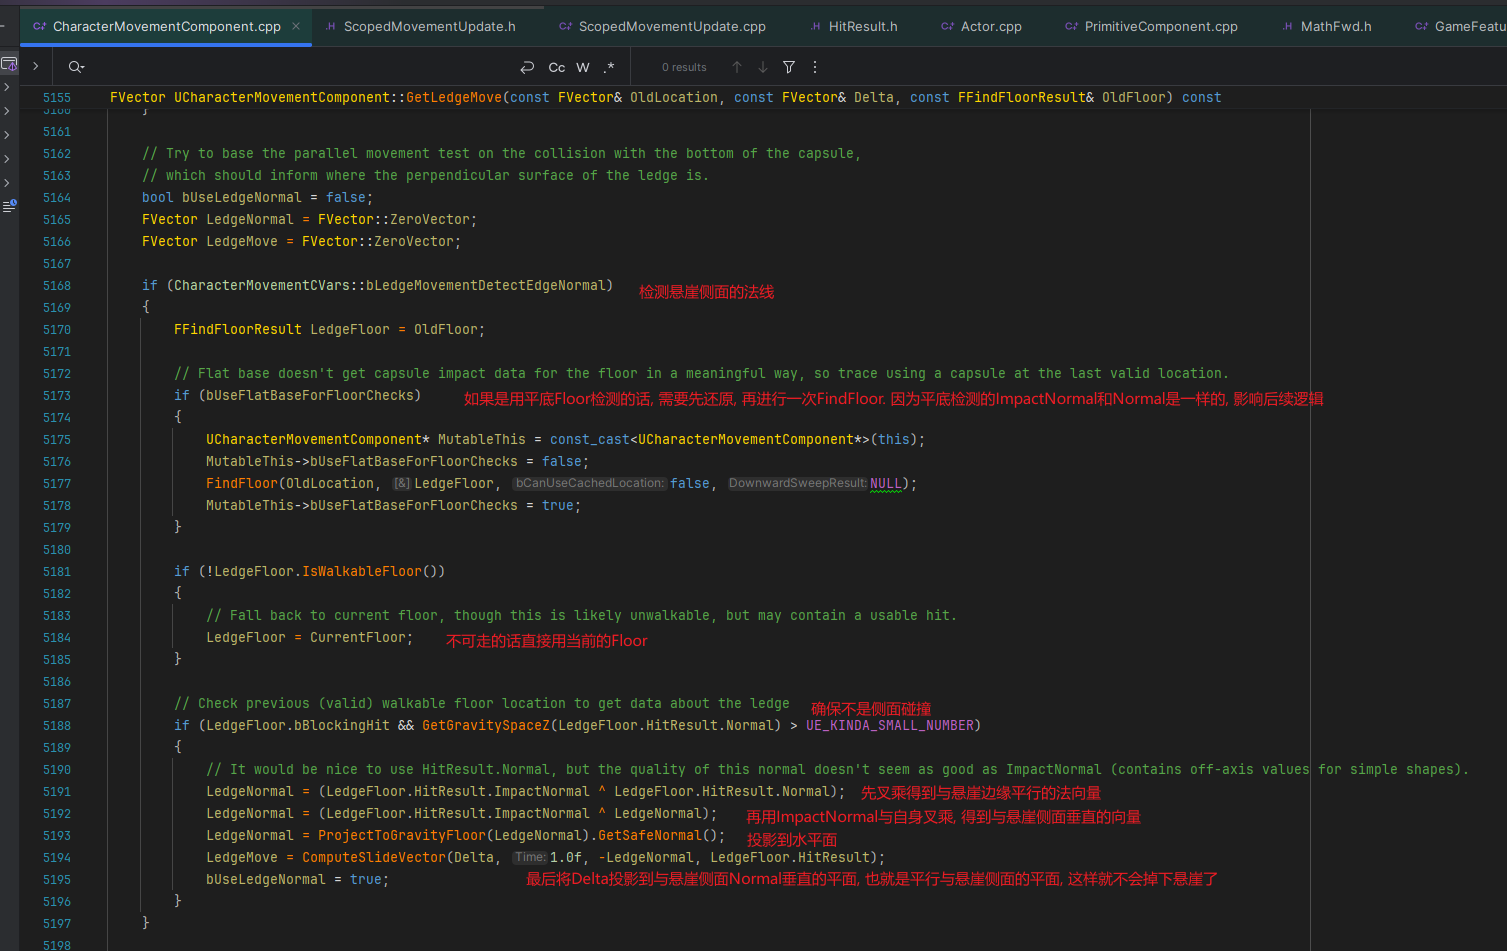 CharacterMovementComponent.cpp × ScopedMovementUpdate.h ScopedMovementUpdate.cpp HitResult.h Actor.cpp PrimitiveComponent.cpp MathFwd.h
Cc W .* 0 results
5155 FVector UCharacterMovementComponent::GetLedgeMove(const FVector& OldLocation, const FVector& Delta, const FFindFloorResult& OldFloor) const
5160 }
5161
5162 // Try to base the parallel movement test on the collision with the bottom of the capsule,
5163 // which should inform where the perpendicular surface of the ledge is.
5164 bool bUseLedgeNormal = false;
5165 FVector LedgeNormal = FVector::ZeroVector;
5166 FVector LedgeMove = FVector::ZeroVector;
5167
5168 if (CharacterMovementCVars::bLedgeMovementDetectEdgeNormal) 检测悬崖侧面的法线
5169 {
5170 FFindFloorResult LedgeFloor = OldFloor;
5171
5172 // Flat base doesn't get capsule impact data for the floor in a meaningful way, so trace using a capsule at the last valid location.
5173 if (bUseFlatBaseForFloorChecks) 如果是用平底Floor检测的话, 需要先还原, 再进行一次FindFloor. 因为平底检测的ImpactNormal和Normal是一样的, 影响后续逻辑
5174 {
5175 UCharacterMovementComponent* MutableThis = const_cast<UCharacterMovementComponent*>(this);
5176 MutableThis->bUseFlatBaseForFloorChecks = false;
5177 FindFloor(OldLocation, [&] LedgeFloor, bCanUseCachedLocation: false, DownwardSweepResult: NULL);
5178 MutableThis->bUseFlatBaseForFloorChecks = true;
5179 }
5180
5181 if (!LedgeFloor.IsWalkableFloor())
5182 {
5183 // Fall back to current floor, though this is likely unwalkable, but may contain a usable hit.
5184 LedgeFloor = CurrentFloor; 不可走的话直接用当前的Floor
5185 }
5186
5187 // Check previous (valid) walkable floor location to get data about the ledge 确保不是侧面碰撞
5188 if (LedgeFloor.bBlockingHit && GetGravitySpaceZ(LedgeFloor.HitResult.Normal) > UE_KINDA_SMALL_NUMBER)
5189 {
5190 // It would be nice to use HitResult.Normal, but the quality of this normal doesn't seem as good as ImpactNormal (contains off-axis values for simple shapes).
5191 LedgeNormal = (LedgeFloor.HitResult.ImpactNormal ^ LedgeFloor.HitResult.Normal); 先叉乘得到与悬崖边缘平行的法向量
5192 LedgeNormal = (LedgeFloor.HitResult.ImpactNormal ^ LedgeNormal); 再用ImpactNormal与自身叉乘, 得到与悬崖侧面垂直的向量
5193 LedgeNormal = ProjectToGravityFloor(LedgeNormal).GetSafeNormal(); 投影到水平面
5194 LedgeMove = ComputeSlideVector(Delta, Time: 1.0f, -LedgeNormal, LedgeFloor.HitResult);
5195 bUseLedgeNormal = true; 最后将Delta投影到与悬崖侧面Normal垂直的平面, 也就是平行与悬崖侧面的平面, 这样就不会掉下悬崖了
5196 }
5197 }
5198